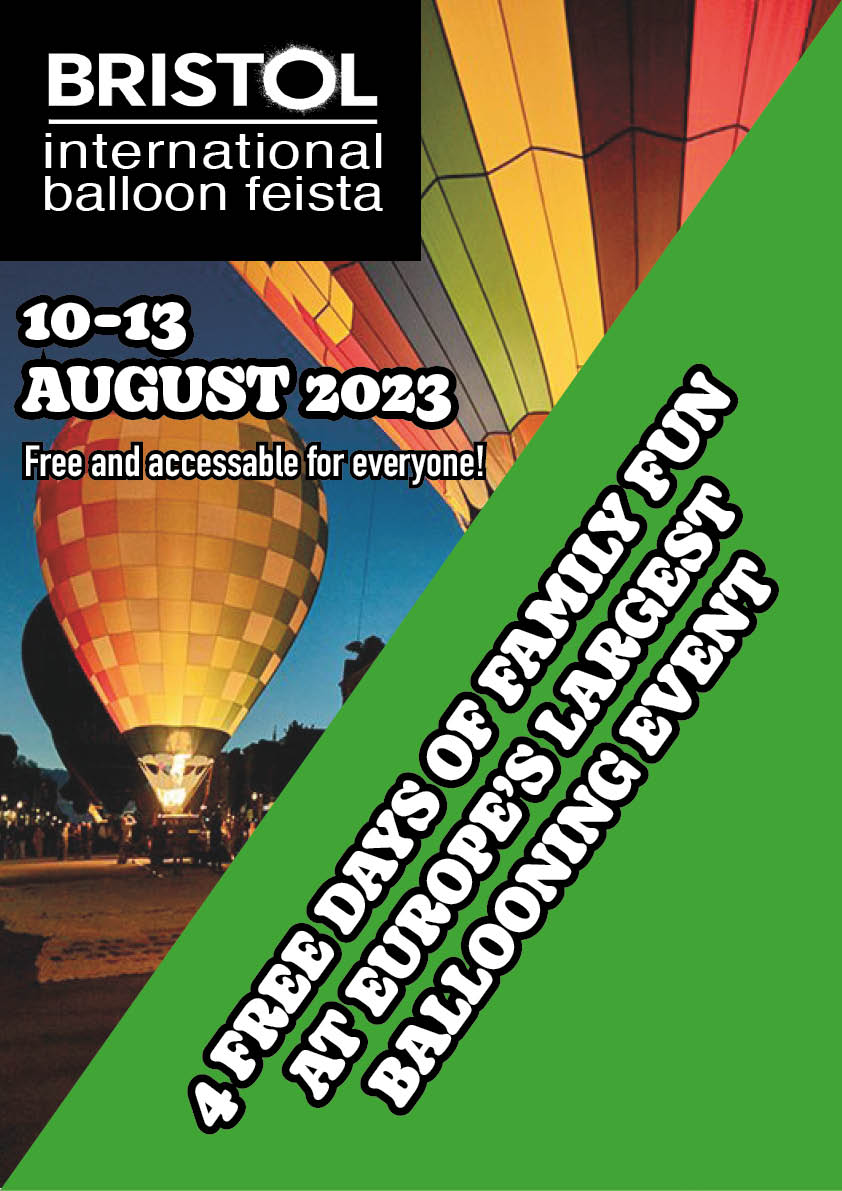 BRISTOL
international
balloon feista
10-13
AUGUST 2023
Free and accessable for everyone!
4 FREE DAYS OF FAMILY FUN
AT EUROPE'S LARGEST
BALLOONING EVENT